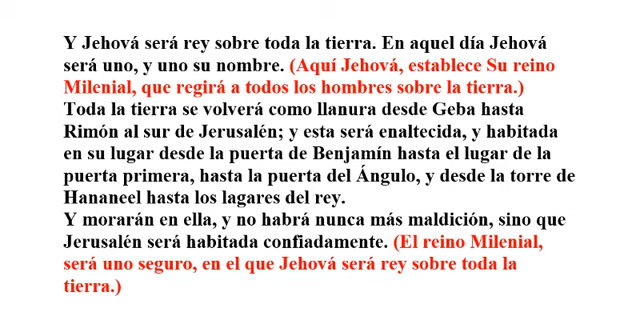 Y Jehová será rey sobre toda la tierra. En aquel día Jehová
será uno, y uno su nombre. (Aquí Jehová, establece Su reino
Milenial, que regirá a todos los hombres sobre la tierra.)
Toda la tierra se volverá como llanura desde Geba hasta
Rimón al sur de Jerusalén; y esta será enaltecida, y habitada
en su lugar desde la puerta de Benjamín hasta el lugar de la
puerta primera, hasta la puerta del Ángulo, y desde la torre de
Hananeel hasta los lagares del rey.
Y morarán en ella, y no habrá nunca más maldición, sino que
Jerusalén será habitada confiadamente. (El reino Milenial,
será uno seguro, en el que Jehová será rey sobre toda la
tierra.)